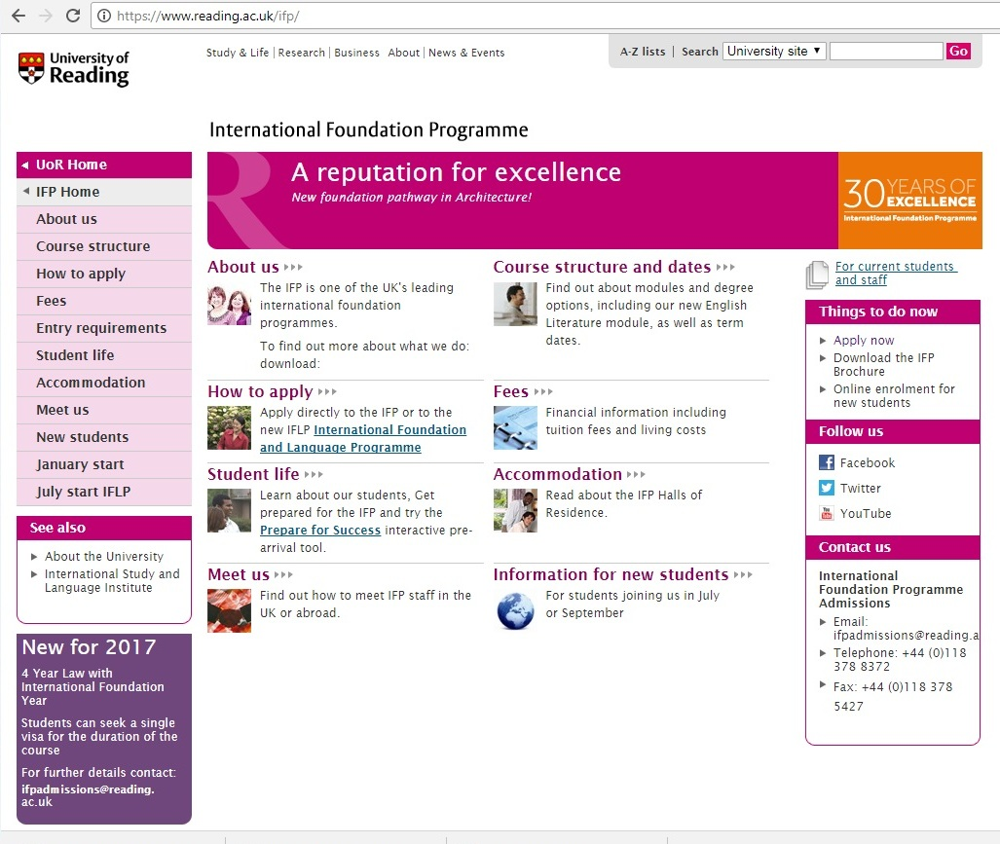 https://www.reading.ac.uk/ifp/
University of
Reading
Study & Life | Research | Business About | News & Events
A-Z lists | Search University site Go
International Foundation Programme
UoR Home
IFP Home
About us
Course structure
How to apply
Fees
Entry requirements
Student life
Accommodation
Meet us
New students
January start
July start IFLP
See also
About the University
International Study and
Language Institute
New for 2017
4 Year Law with
International Foundation
Year
Students can seek a single
visa for the duration of the
course
For further details contact:
ifpadmissions@reading.
ac.uk
A reputation for excellence
New foundation pathway in Architecture!
30 YEARS OF
EXCELLENCE
International Foundation Programme
About us
The IFP is one of the UK's leading
international foundation
programmes.
To find out more about what we do:
download:
Course structure and dates
Find out about modules and degree
options, including our new English
Literature module, as well as term
dates.
How to apply
Apply directly to the IFP or to the
new IFLP International Foundation
and Language Programme
Fees
Financial information including
tuition fees and living costs
Student life
Learn about our students, Get
prepared for the IFP and try the
Prepare for Success interactive pre-
arrival tool.
Accommodation
Read about the IFP Halls of
Residence.
Meet us
Find out how to meet IFP staff in the
UK or abroad.
Information for new students
For students joining us in July
or September
For current students
and staff
Things to do now
Apply now
Download the IFP
Brochure
Online enrolment for
new students
Follow us
Facebook
Twitter
YouTube
Contact us
International
Foundation Programme
Admissions
Email:
ifpadmissions@reading.a
Telephone: +44 (0)118
378 8372
Fax: +44 (0)118 378
5427